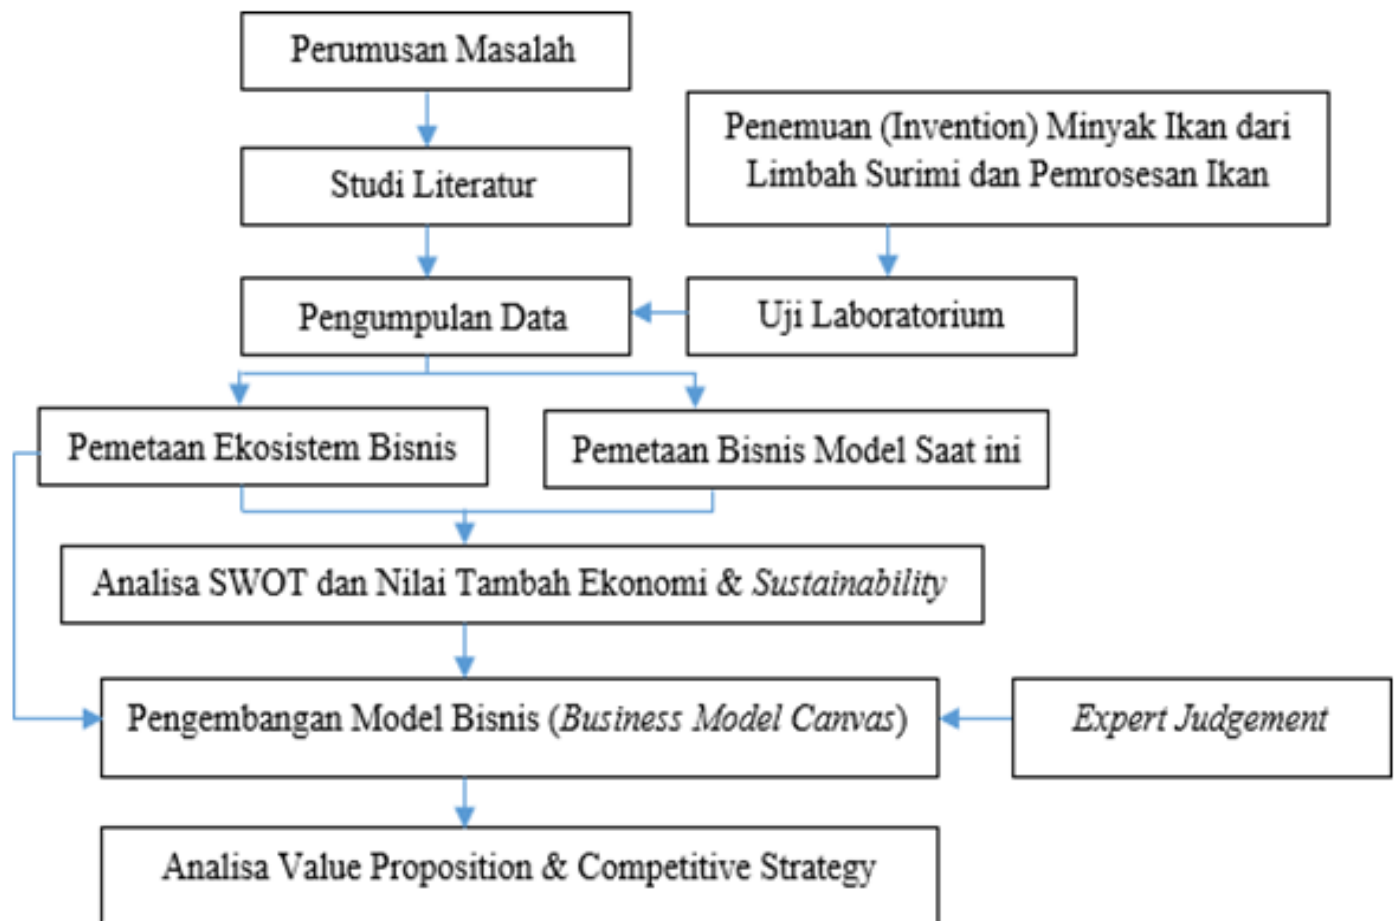 Perumusan Masalah
Penemuan (Invention) Minyak Ikan dari
Limbah Surimi dan Pemrosesan Ikan
Studi Literatur
Pengumpulan Data
Uji Laboratorium
Pemetaan Ekosistem Bisnis
Pemetaan Bisnis Model Saat ini
Analisa SWOT dan Nilai Tambah Ekonomi & Sustainability
Pengembangan Model Bisnis (Business Model Canvas)
Expert Judgement
Analisa Value Proposition & Competitive Strategy